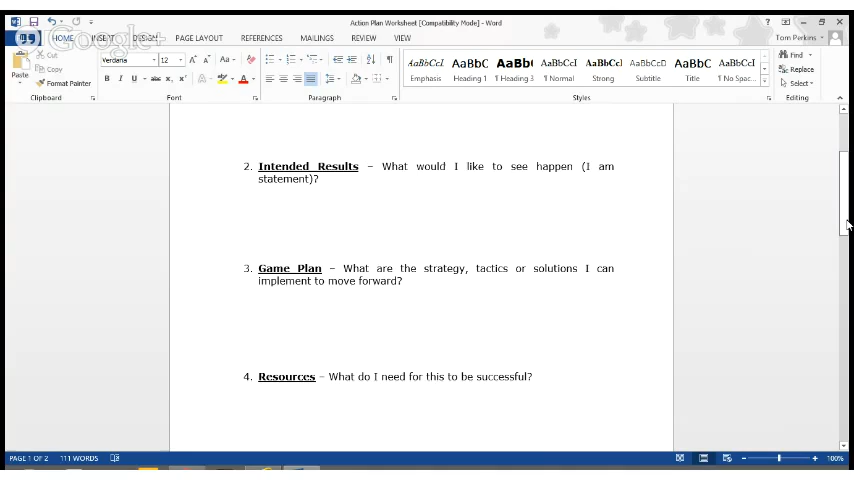 Action Plan Worksheet [Compatibility Mode] - Word
Google+
HOME INSERT DESIGN PAGE LAYOUT REFERENCES MAILINGS REVIEW VIEW
Tom Perkins
Paste
Cut
Copy
Format Painter
Clipboard
Verdana 12
Font
Paragraph
AaBbCcI AaBbC AaBb AaBbCcI AaBbCcl AaBbCcD AaBbC AaBbCcI
Emphasis Heading 1 ¶ Heading 3 ¶ Normal Strong Subtitle Title ¶ No Spac...
Styles
Find
Replace
Select
Editing
2. Intended Results – What would I like to see happen (I am
statement)?
3. Game Plan – What are the strategy, tactics or solutions I can
implement to move forward?
4. Resources – What do I need for this to be successful?
PAGE 1 OF 2 111 WORDS 100%